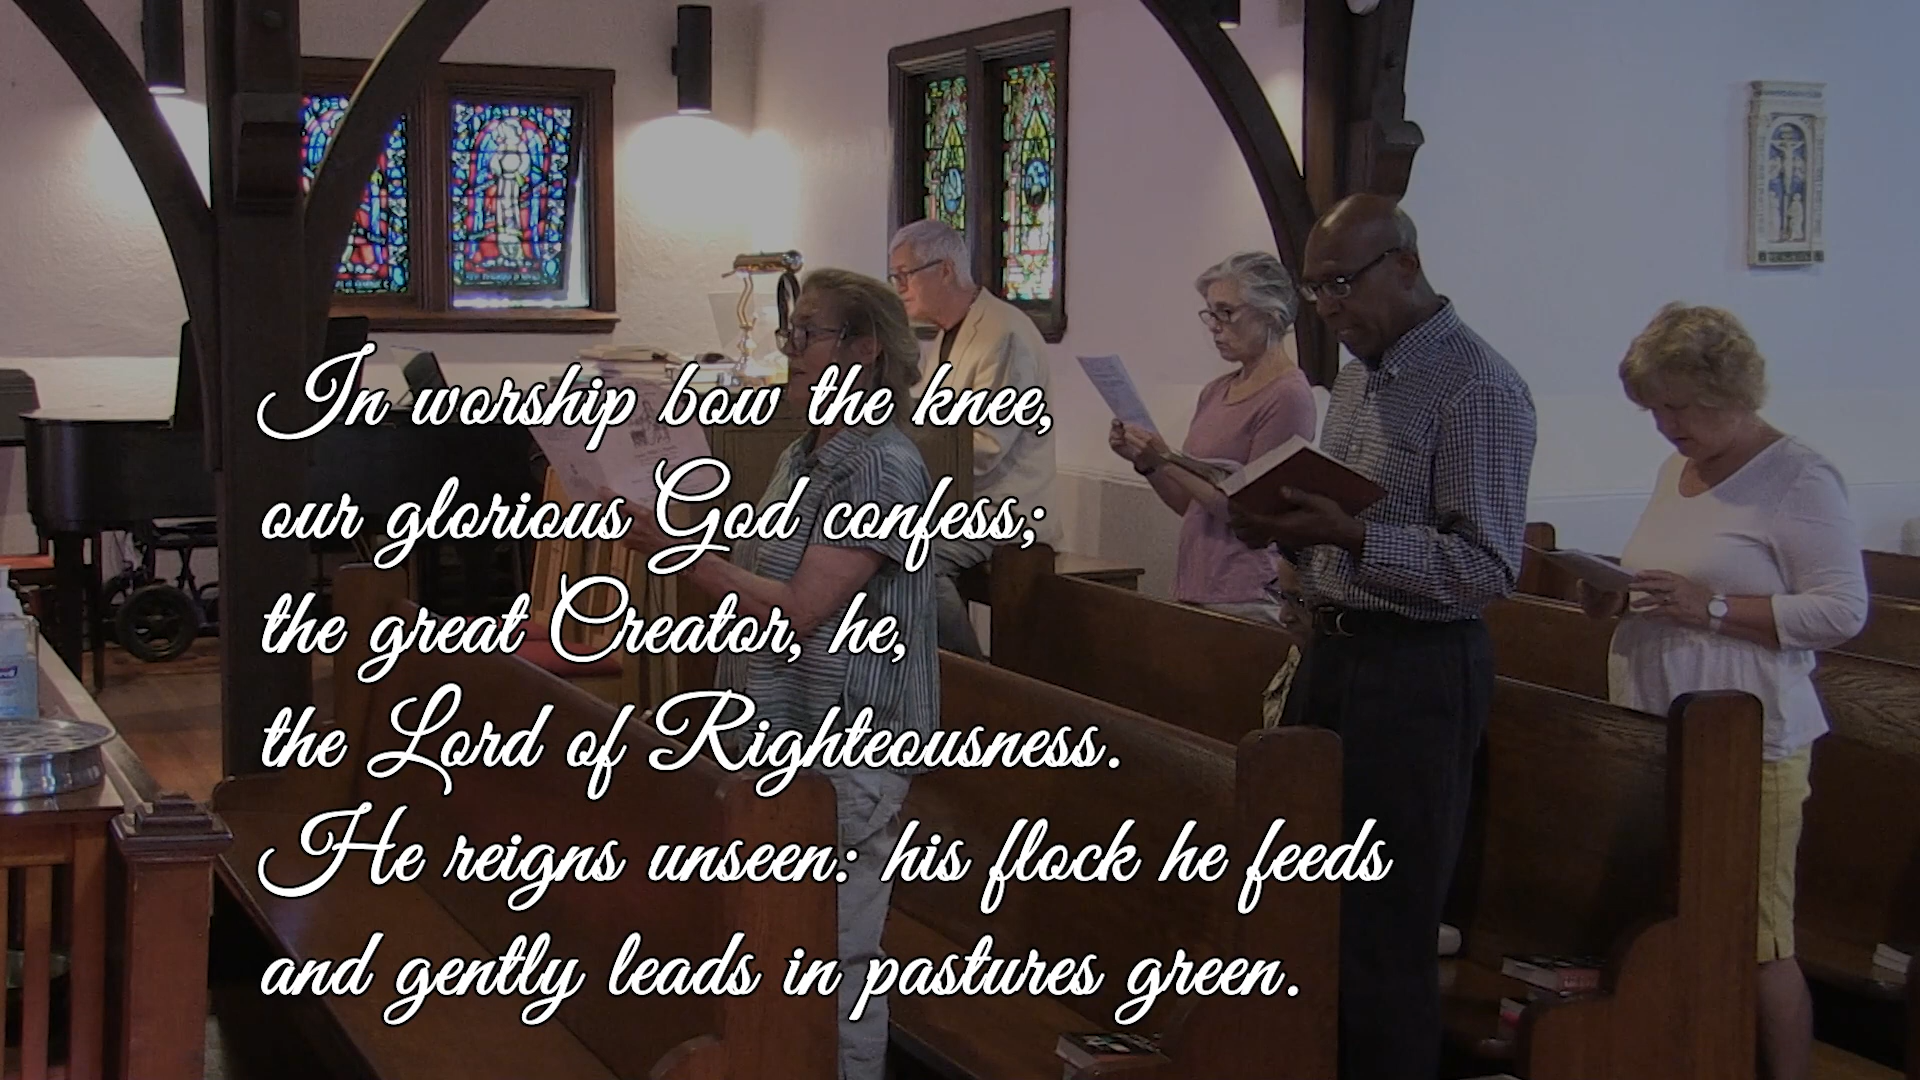 In worship bow the knee,
our glorious God confess;
the great Creator, he,
the Lord of Righteousness.
He reigns unseen: his flock he feeds
and gently leads in pastures green.